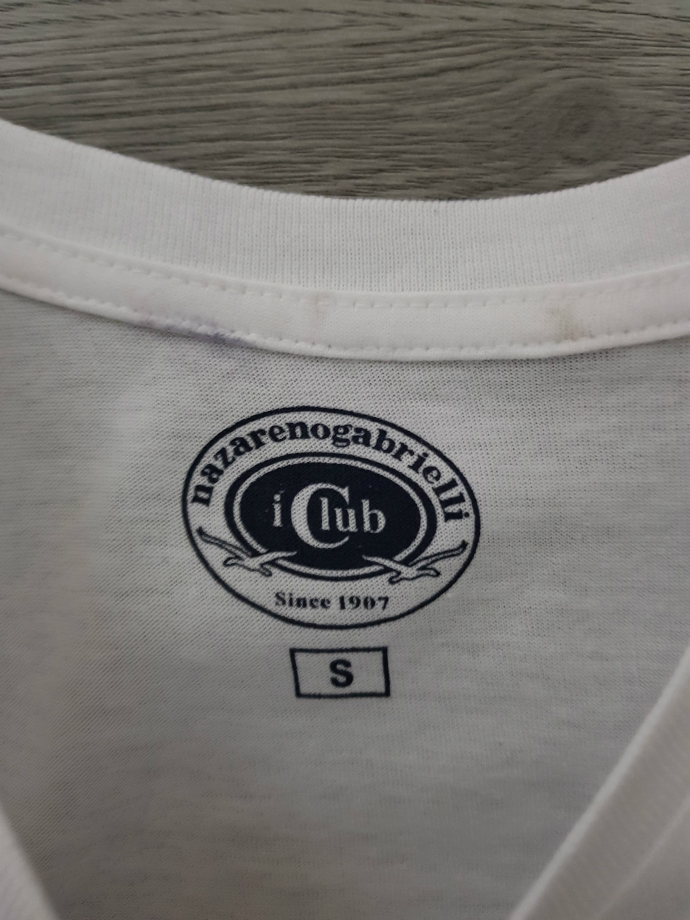 nazarenogabrielli
iClub
Since 1907
S